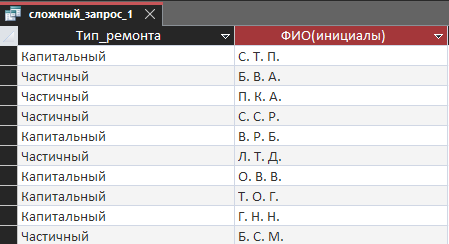 сложный_запрос_1
Тип_ремонта ФИО(инициалы)
Капитальный С. Т. П.
Частичный Б. В. А.
Частичный П. К. А.
Частичный С. С. Р.
Капитальный В. Р. Б.
Частичный Л. Т. Д.
Капитальный О. В. В.
Капитальный Т. О. Г.
Капитальный Г. Н. Н.
Частичный Б. С. М.